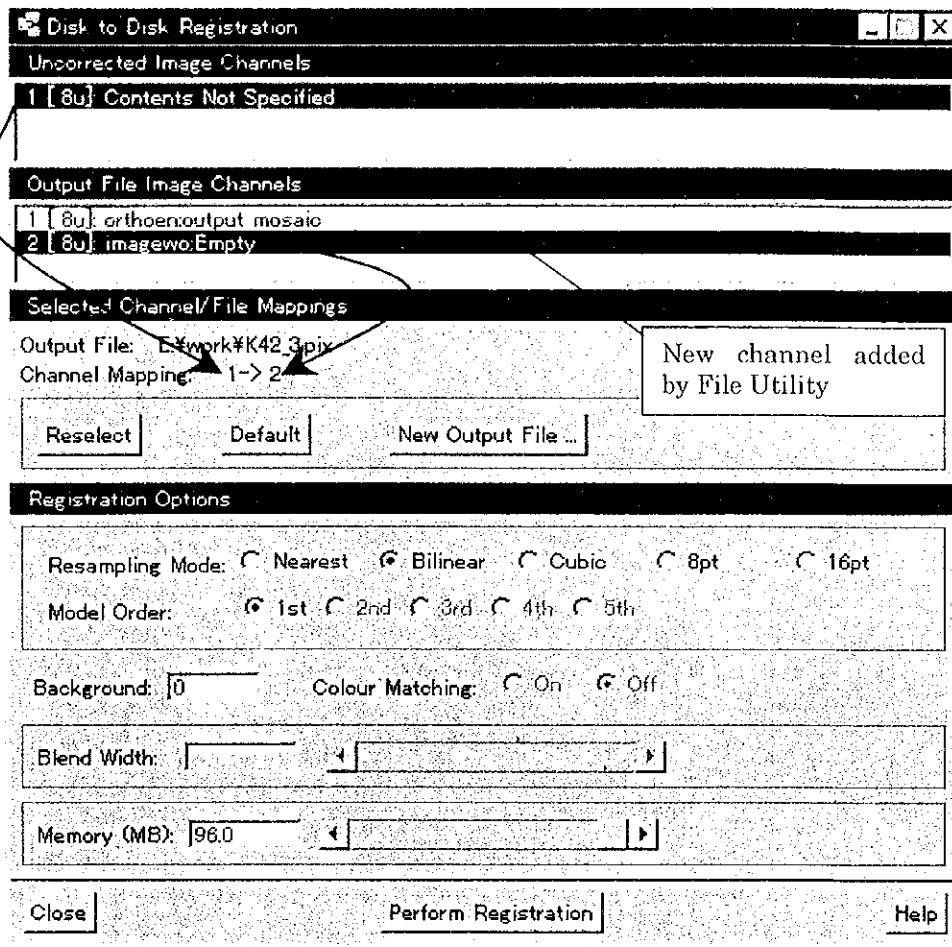 Disk to Disk Registration
Uncorrected Image Channels
1 [ 8u] Contents Not Specified
Output File Image Channels
1 [ 8u]: orthoen:output mosaic
2 [ 8u]: imagewo:Empty
Selected Channel/File Mappings
Output File: E:¥work¥K42_3.pix
Channel Mapping: 1-> 2
New channel added
by File Utility
Reselect Default New Output File ...
Registration Options
Resampling Mode: Nearest Bilinear Cubic 8pt 16pt
Model Order: 1st 2nd 3rd 4th 5th
Background: 0 Colour Matching: On Off
Blend Width:
Memory (MB): 96.0
Close Perform Registration Help